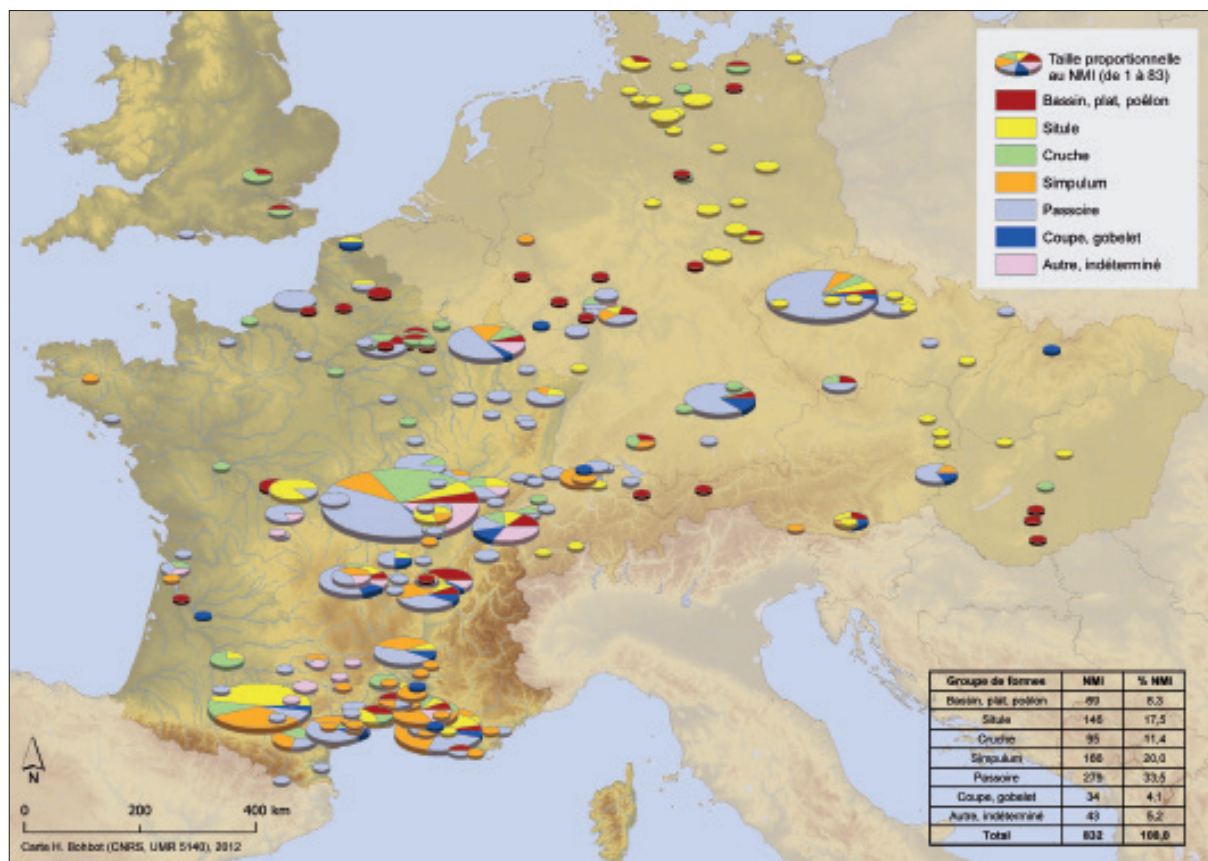 Taille proportionnelle
au NMI (de 1 à 83)
Bassin, plat, poêlon
Situle
Cruche
Simpulum
Passoire
Coupe, gobelet
Autre, indéterminé
Groupe de formes NMI % NMI
Bassin, plat, poêlon 69 8,3
Situle 146 17,5
Cruche 95 11,4
Simpulum 166 20,0
Passoire 279 33,5
Coupe, gobelet 34 4,1
Autre, indéterminé 43 5,2
Total 832 100,0
N
0 200 400 km
Carte H. Bohbot (CNRS, UMR 5140), 2012